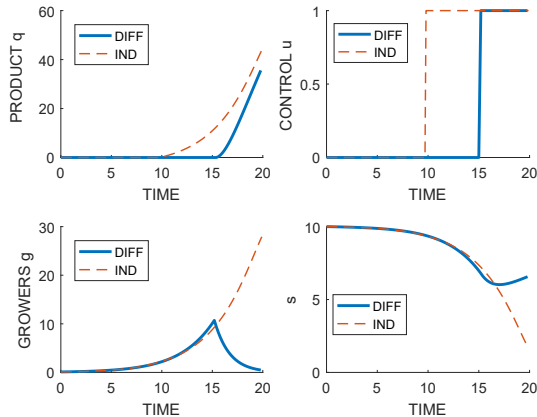 PRODUCT q
60
40
20
0
DIFF
IND
0 5 10 15 20
TIME
CONTROL u
1
0.5
0
DIFF
IND
0 5 10 15 20
TIME
GROWERS g
30
20
10
0
DIFF
IND
0 5 10 15 20
TIME
s
10
5
0
DIFF
IND
0 5 10 15 20
TIME